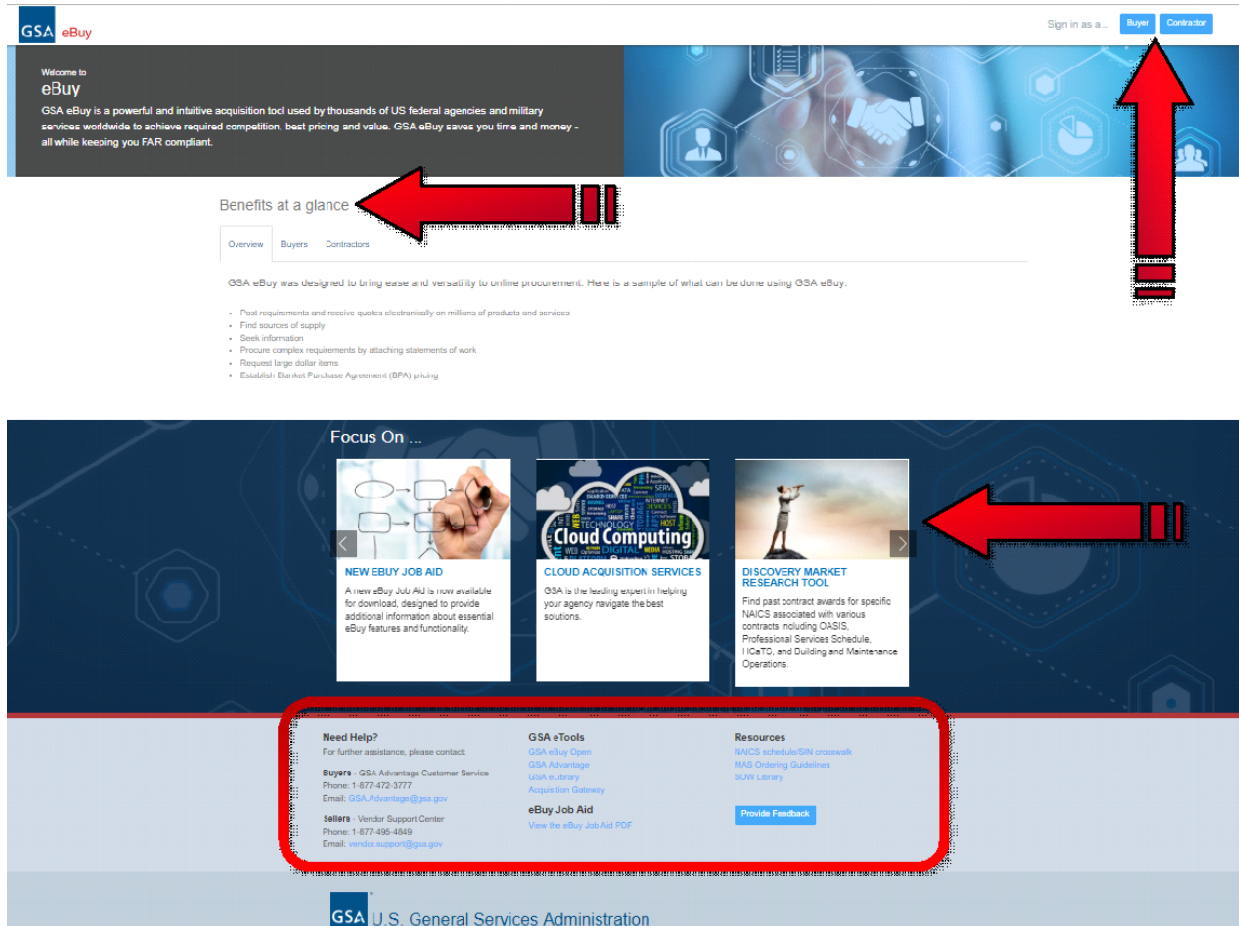 GSA eBuy
Sign in as a... Buyer Contractor
Welcome to
eBuy
GSA eBuy is a powerful and intuitive acquisition tool used by thousands of US federal agencies and military
services worldwide to achieve required competition, best pricing and value. GSA eBuy saves you time and money -
all while keeping you FAR compliant.
Benefits at a glance
Overview Buyers Contractors
GSA eBuy was designed to bring ease and versatility to online procurement. Here is a sample of what can be done using GSA eBuy.
• Post requirements and receive quotes electronically on millions of products and services
• Find sources of supply
• Seek information
• Procure complex requirements by attaching statements of work
• Request large dollar items
• Establish Blanket Purchase Agreement (BPA) pricing
Focus On ...
Cloud Computing
TECHNOLOGY
DIGITAL
WEB
MEDIA
HOST
SHARE
INTERNET
NEW EBUY JOB AID
A new eBuy Job Aid is now available
for download, designed to provide
additional information about essential
eBuy features and functionality.
CLOUD ACQUISITION SERVICES
GSA is the leading expert in helping
your agency navigate the best
solutions.
DISCOVERY MARKET
RESEARCH TOOL
Find past contract awards for specific
NAICS associated with various
contracts including OASIS,
Professional Services Schedule,
HCaTS, and Building and Maintenance
Operations.
Need Help?
For further assistance, please contact
Buyers - GSA Advantage Customer Service
Phone: 1-877-472-3777
Email: GSA.Advantage@gsa.gov
Sellers - Vendor Support Center
Phone: 1-877-495-4849
Email: vendor.support@gsa.gov
GSA eTools
GSA eBuy Open
GSA Advantage
GSA eLibrary
Acquisition Gateway
eBuy Job Aid
View the eBuy Job Aid PDF
Resources
NAICS schedule/SIN crosswalk
MAS Ordering Guidelines
SOW Library
Provide Feedback
GSA U.S. General Services Administration